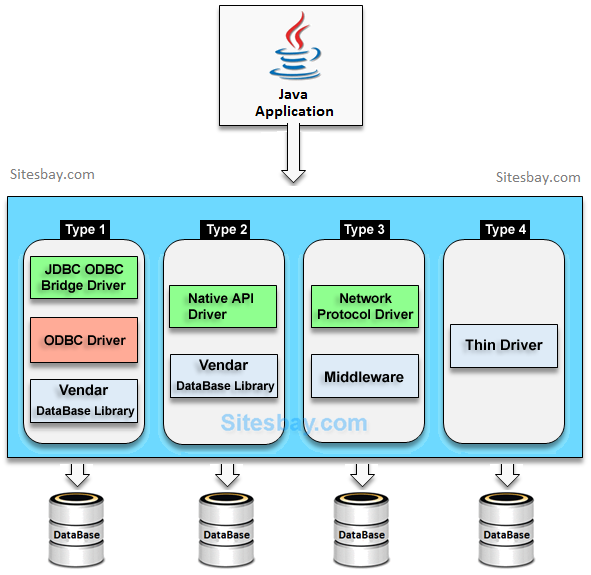 Java
Application
Sitesbay.com
Sitesbay.com
Type 1
Type 2
Type 3
Type 4
JDBC ODBC
Bridge Driver
ODBC Driver
Vendar
DataBase Library
Native API
Driver
Vendar
DataBase Library
Network
Protocol Driver
Middleware
Thin Driver
Sitesbay.com
DataBase
DataBase
DataBase
DataBase